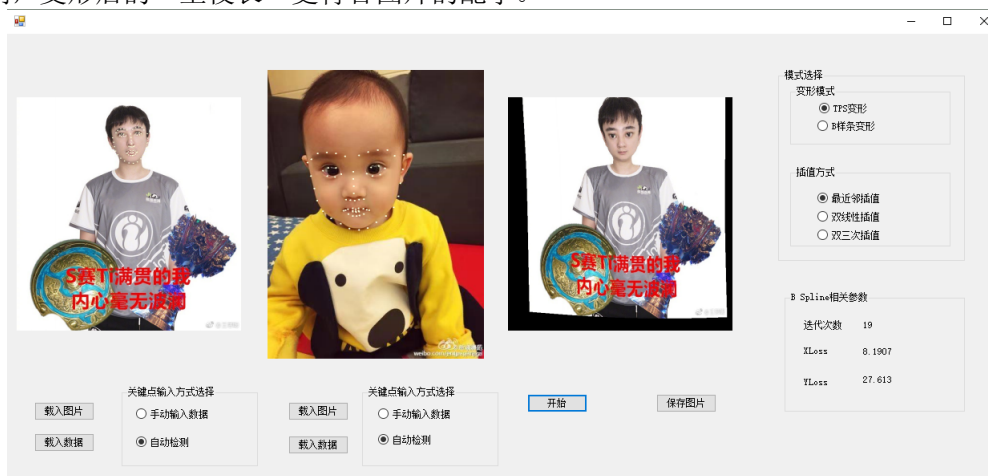 模式选择
变形模式
TPS变形
B样条变形
插值方式
最近邻插值
双线性插值
双三次插值
S赛TI满贯的我
内心毫无波澜
S赛TI满贯的我
内心毫无波澜
B Spline相关参数
迭代次数 19
XLoss 8.1907
YLoss 27.613
关键点输入方式选择
载入图片
手动输入数据
载入数据
自动检测
关键点输入方式选择
载入图片
手动输入数据
载入数据
自动检测
开始
保存图片